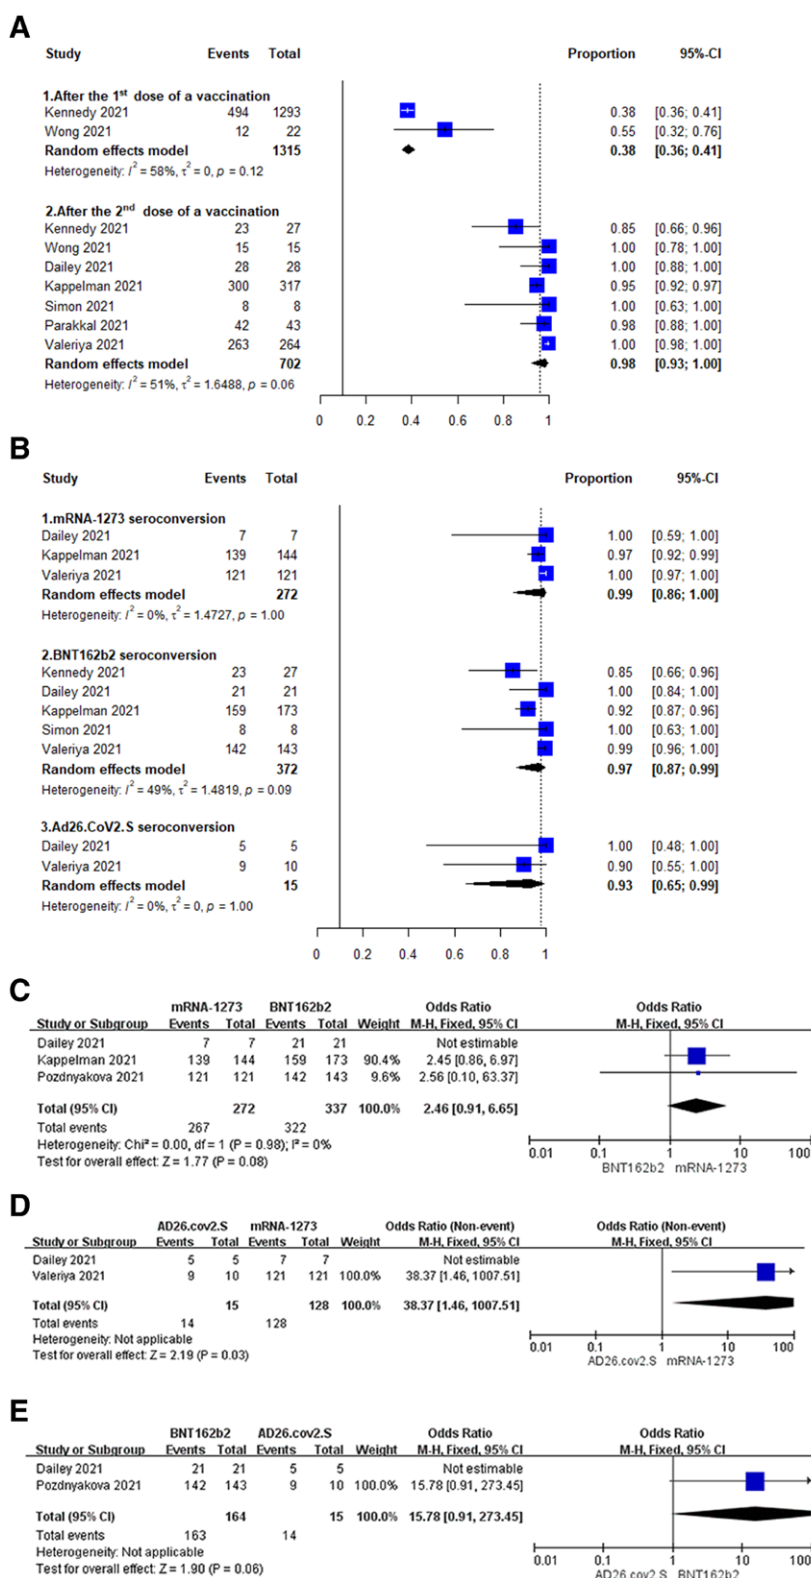 A
Study Events Total Proportion 95%-CI
1.After the 1st dose of a vaccination
Kennedy 2021 494 1293 0.38 [0.36; 0.41]
Wong 2021 12 22 0.55 [0.32; 0.76]
Random effects model 1315 0.38 [0.36; 0.41]
Heterogeneity: I² = 58%, τ² = 0, p = 0.12
2.After the 2nd dose of a vaccination
Kennedy 2021 23 27 0.85 [0.66; 0.96]
Wong 2021 15 15 1.00 [0.78; 1.00]
Dailey 2021 28 28 1.00 [0.88; 1.00]
Kappelman 2021 300 317 0.95 [0.92; 0.97]
Simon 2021 8 8 1.00 [0.63; 1.00]
Parakkal 2021 42 43 0.98 [0.88; 1.00]
Valeriya 2021 263 264 1.00 [0.98; 1.00]
Random effects model 702 0.98 [0.93; 1.00]
Heterogeneity: I² = 51%, τ² = 1.6488, p = 0.06
0 0.2 0.4 0.6 0.8 1
B
Study Events Total Proportion 95%-CI
1.mRNA-1273 seroconversion
Dailey 2021 7 7 1.00 [0.59; 1.00]
Kappelman 2021 139 144 0.97 [0.92; 0.99]
Valeriya 2021 121 121 1.00 [0.97; 1.00]
Random effects model 272 0.99 [0.86; 1.00]
Heterogeneity: I² = 0%, τ² = 1.4727, p = 1.00
2.BNT162b2 seroconversion
Kennedy 2021 23 27 0.85 [0.66; 0.96]
Dailey 2021 21 21 1.00 [0.84; 1.00]
Kappelman 2021 159 173 0.92 [0.87; 0.96]
Simon 2021 8 8 1.00 [0.63; 1.00]
Valeriya 2021 142 143 0.99 [0.96; 1.00]
Random effects model 372 0.97 [0.87; 0.99]
Heterogeneity: I² = 49%, τ² = 1.4819, p = 0.09
3.Ad26.CoV2.S seroconversion
Dailey 2021 5 5 1.00 [0.48; 1.00]
Valeriya 2021 9 10 0.90 [0.55; 1.00]
Random effects model 15 0.93 [0.65; 0.99]
Heterogeneity: I² = 0%, τ² = 0, p = 1.00
0 0.2 0.4 0.6 0.8 1
C
mRNA-1273 BNT162b2 Odds Ratio Odds Ratio
Study or Subgroup Events Total Events Total Weight M-H, Fixed, 95% CI M-H, Fixed, 95% CI
Dailey 2021 7 7 21 21 Not estimable
Kappelman 2021 139 144 159 173 90.4% 2.45 [0.86, 6.97]
Pozdnyakova 2021 121 121 142 143 9.6% 2.56 [0.10, 63.37]
Total (95% CI) 272 337 100.0% 2.46 [0.91, 6.65]
Total events 267 322
Heterogeneity: Chi² = 0.00, df = 1 (P = 0.98); I² = 0%
Test for overall effect: Z = 1.77 (P = 0.08)
0.01 0.1 1 10 100
BNT162b2 mRNA-1273
D
AD26.cov2.S mRNA-1273 Odds Ratio (Non-event) Odds Ratio (Non-event)
Study or Subgroup Events Total Events Total Weight M-H, Fixed, 95% CI M-H, Fixed, 95% CI
Dailey 2021 5 5 7 7 Not estimable
Valeriya 2021 9 10 121 121 100.0% 38.37 [1.46, 1007.51]
Total (95% CI) 15 128 100.0% 38.37 [1.46, 1007.51]
Total events 14 128
Heterogeneity: Not applicable
Test for overall effect: Z = 2.19 (P = 0.03)
0.01 0.1 1 10 100
AD26.cov2.S mRNA-1273
E
BNT162b2 AD26.cov2.S Odds Ratio Odds Ratio
Study or Subgroup Events Total Events Total Weight M-H, Fixed, 95% CI M-H, Fixed, 95% CI
Dailey 2021 21 21 5 5 Not estimable
Pozdnyakova 2021 142 143 9 10 100.0% 15.78 [0.91, 273.45]
Total (95% CI) 164 15 100.0% 15.78 [0.91, 273.45]
Total events 163 14
Heterogeneity: Not applicable
Test for overall effect: Z = 1.90 (P = 0.06)
0.01 0.1 1 10 100
AD26.cov2.S BNT162b2